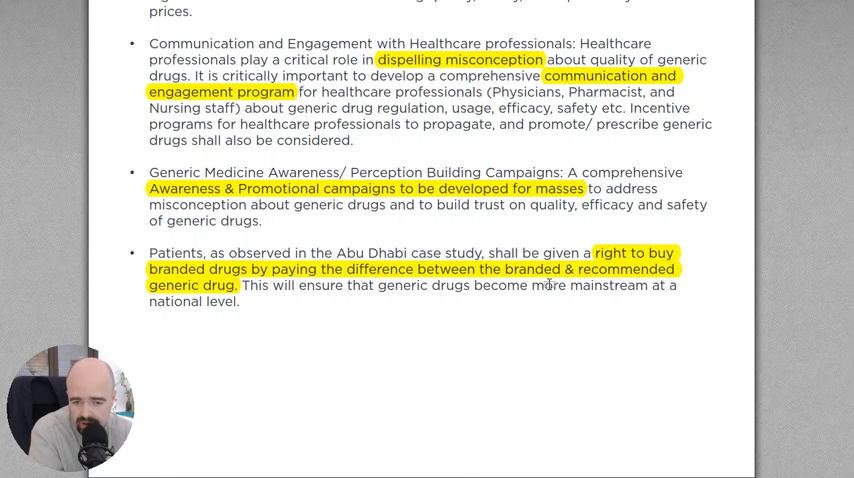 prices.
• Communication and Engagement with Healthcare professionals: Healthcare
professionals play a critical role in dispelling misconception about quality of generic
drugs. It is critically important to develop a comprehensive communication and
engagement program for healthcare professionals (Physicians, Pharmacist, and
Nursing staff) about generic drug regulation, usage, efficacy, safety etc. Incentive
programs for healthcare professionals to propagate, and promote/ prescribe generic
drugs shall also be considered.
• Generic Medicine Awareness/ Perception Building Campaigns: A comprehensive
Awareness & Promotional campaigns to be developed for masses to address
misconception about generic drugs and to build trust on quality, efficacy and safety
of generic drugs.
• Patients, as observed in the Abu Dhabi case study, shall be given a right to buy
branded drugs by paying the difference between the branded & recommended
generic drug. This will ensure that generic drugs become more mainstream at a
national level.